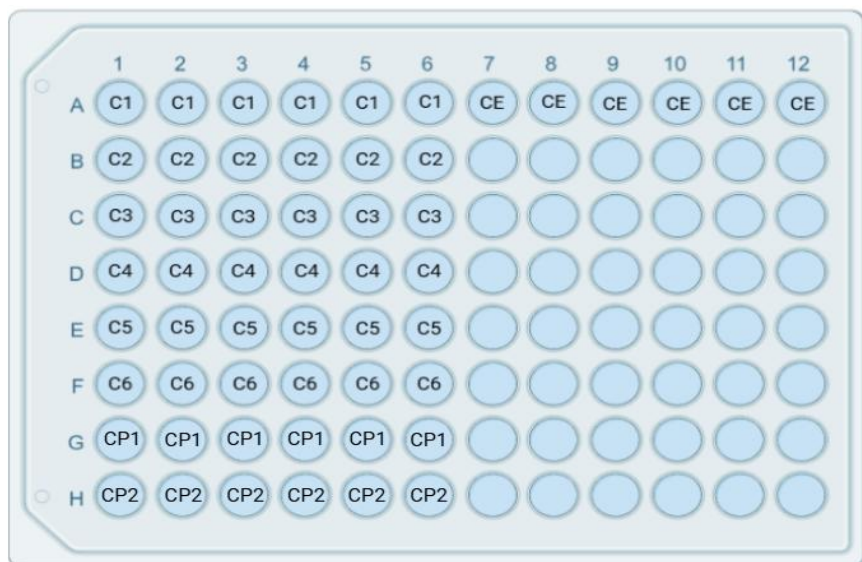 1 2 3 4 5 6 7 8 9 10 11 12
A C1 C1 C1 C1 C1 C1 CE CE CE CE CE CE
B C2 C2 C2 C2 C2 C2
C C3 C3 C3 C3 C3 C3
D C4 C4 C4 C4 C4 C4
E C5 C5 C5 C5 C5 C5
F C6 C6 C6 C6 C6 C6
G CP1 CP1 CP1 CP1 CP1 CP1
H CP2 CP2 CP2 CP2 CP2 CP2